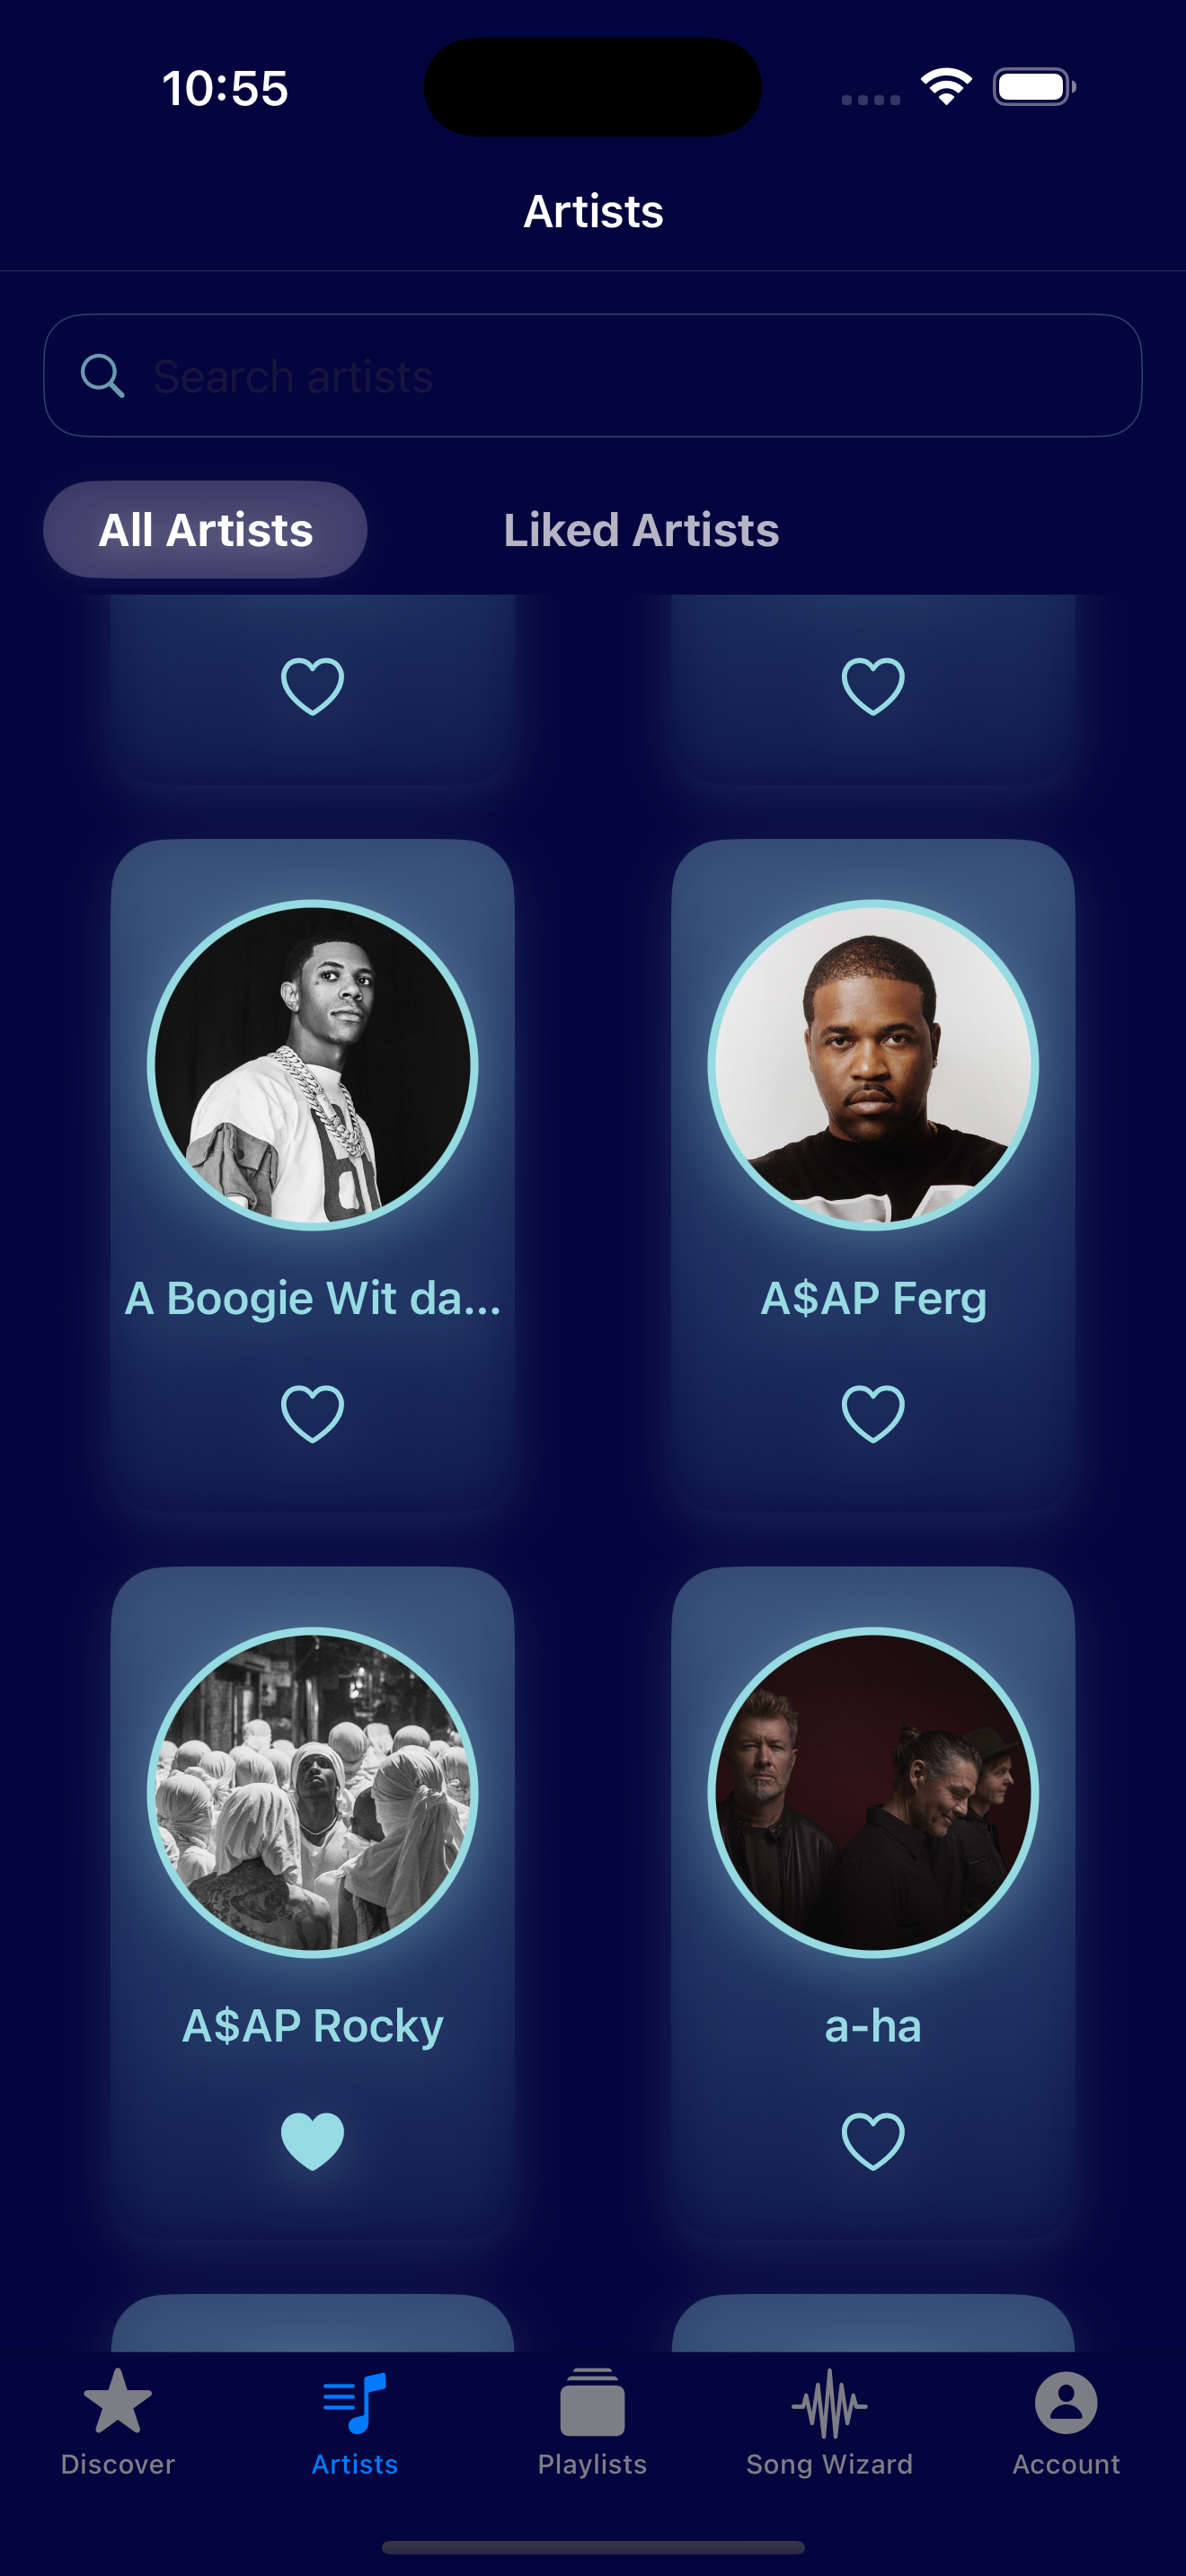 10:55
Artists
Search artists
All Artists
Liked Artists
A Boogie Wit da...
A$AP Ferg
A$AP Rocky
a-ha
Discover
Artists
Playlists
Song Wizard
Account